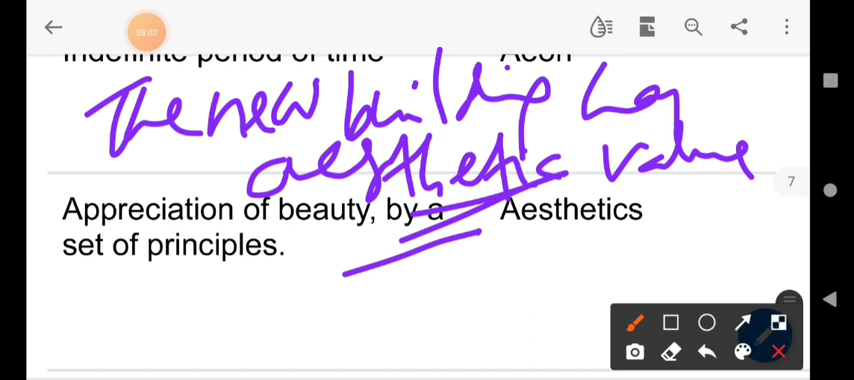 38:02
Indefinite period of time Aeon
The new building has
aesthetic value
7
Appreciation of beauty, by a Aesthetics
set of principles.